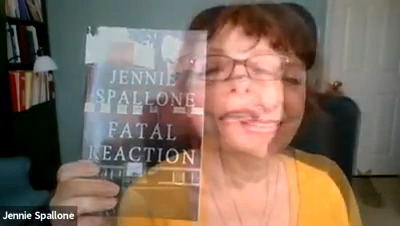 JENNIE
SPALLONE
FATAL
REACTION
Jennie Spallone